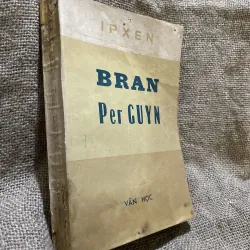 IPXEN
BRAN
Per GUYN
VĂN HỌC